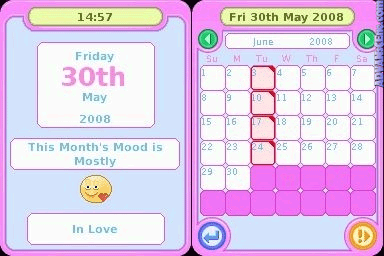 14:57
Friday
30th
May
2008
This Month's Mood is
Mostly
In Love
Fri 30th May 2008
June 2008
Su M T W T F Sa
1 2 3 4 5 6 7
8 9 10 11 12 13 14
15 16 17 18 19 20 21
22 23 24 25 26 27 28
29 30